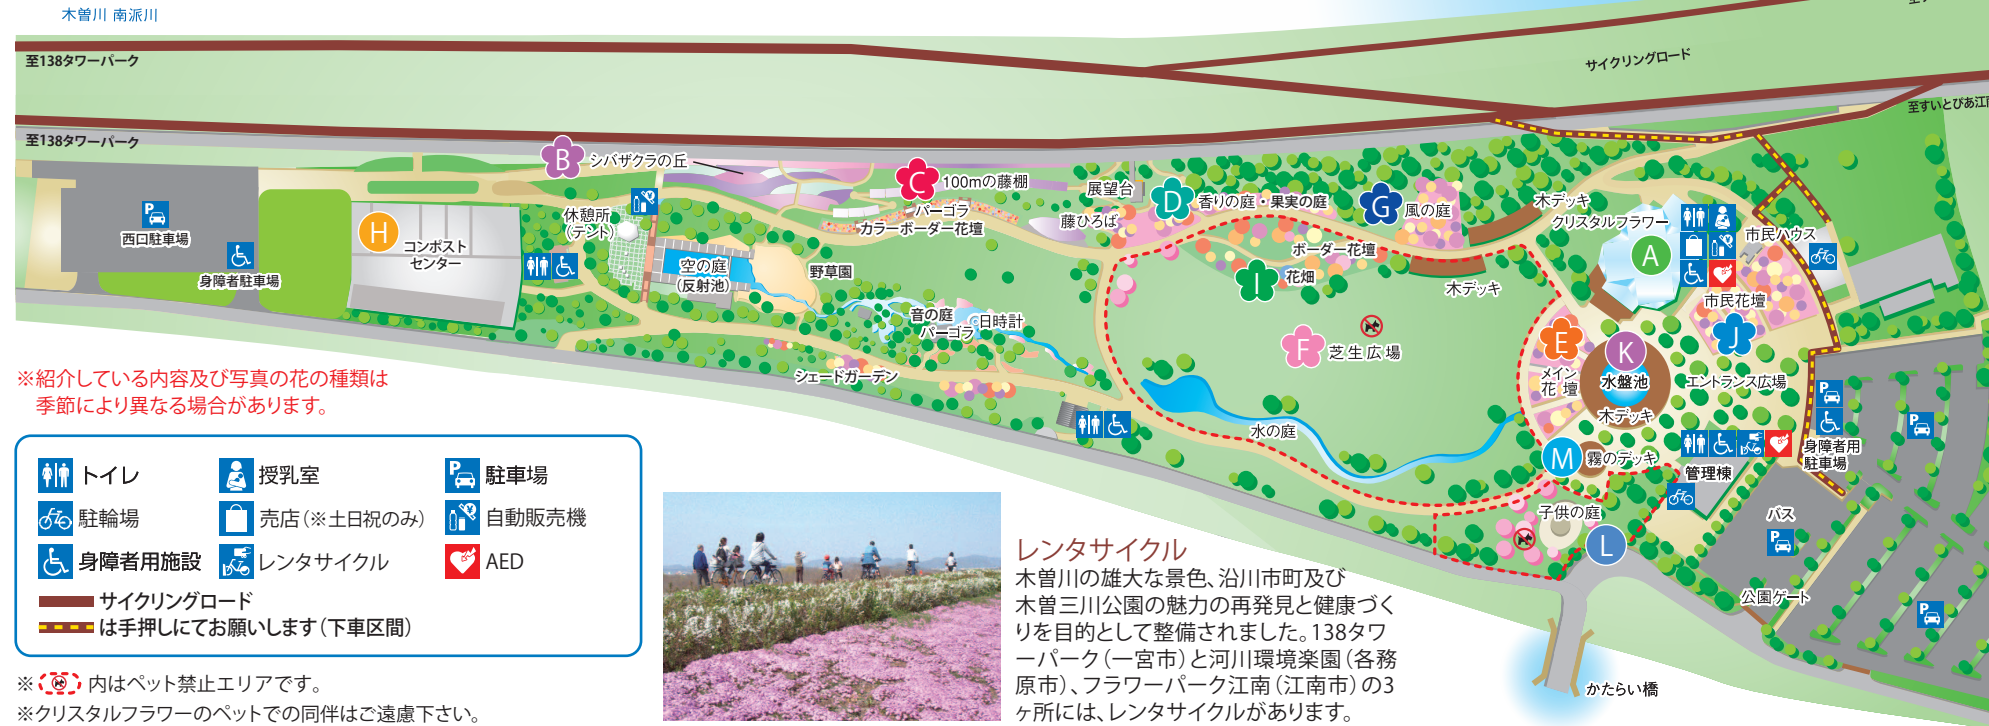 木曽川 南派川
至138タワーパーク
サイクリングロード
至138タワーパーク
至すいとぴあ江南
B
シバザクラの丘
C
100mの藤棚
パーゴラ
カラーボーダー花壇
展望台
藤ひろば
D
香りの庭・果実の庭
G
風の庭
木デッキ
クリスタルフラワー
A
市民ハウス
P
西口駐車場
身障者駐車場
H
コンポスト
センター
休憩所
(テント)
空の庭
(反射池)
野草園
音の庭
パーゴラ
日時計
シェードガーデン
ボーダー花壇
I
花畑
木デッキ
F
芝生広場
市民花壇
J
E
メイン
花壇
K
水盤池
木デッキ
エントランス広場
水の庭
M
霧のデッキ
管理棟
P
身障者用
駐車場
P
子供の庭
L
バス
P
公園ゲート
P
かたらい橋
※紹介している内容及び写真の花の種類は
季節により異なる場合があります。
トイレ
授乳室
P
駐車場
駐輪場
売店(※土日祝のみ)
自動販売機
身障者用施設
レンタサイクル
AED
サイクリングロード
は手押しにてお願いします(下車区間)
※ 内はペット禁止エリアです。
※クリスタルフラワーのペットでの同伴はご遠慮下さい。
レンタサイクル
木曽川の雄大な景色、沿川市町及び
木曽三川公園の魅力の再発見と健康づく
りを目的として整備されました。138タワ
ーパーク(一宮市)と河川環境楽園(各務
原市)、フラワーパーク江南(江南市)の3
ヶ所には、レンタサイクルがあります。